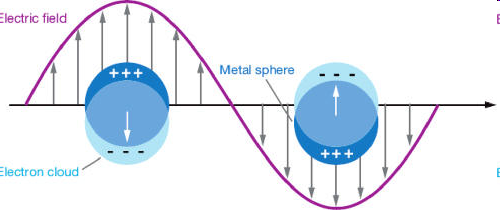 Electric field
E
+++
- - -
Metal sphere
- - -
+++
Electron cloud
E